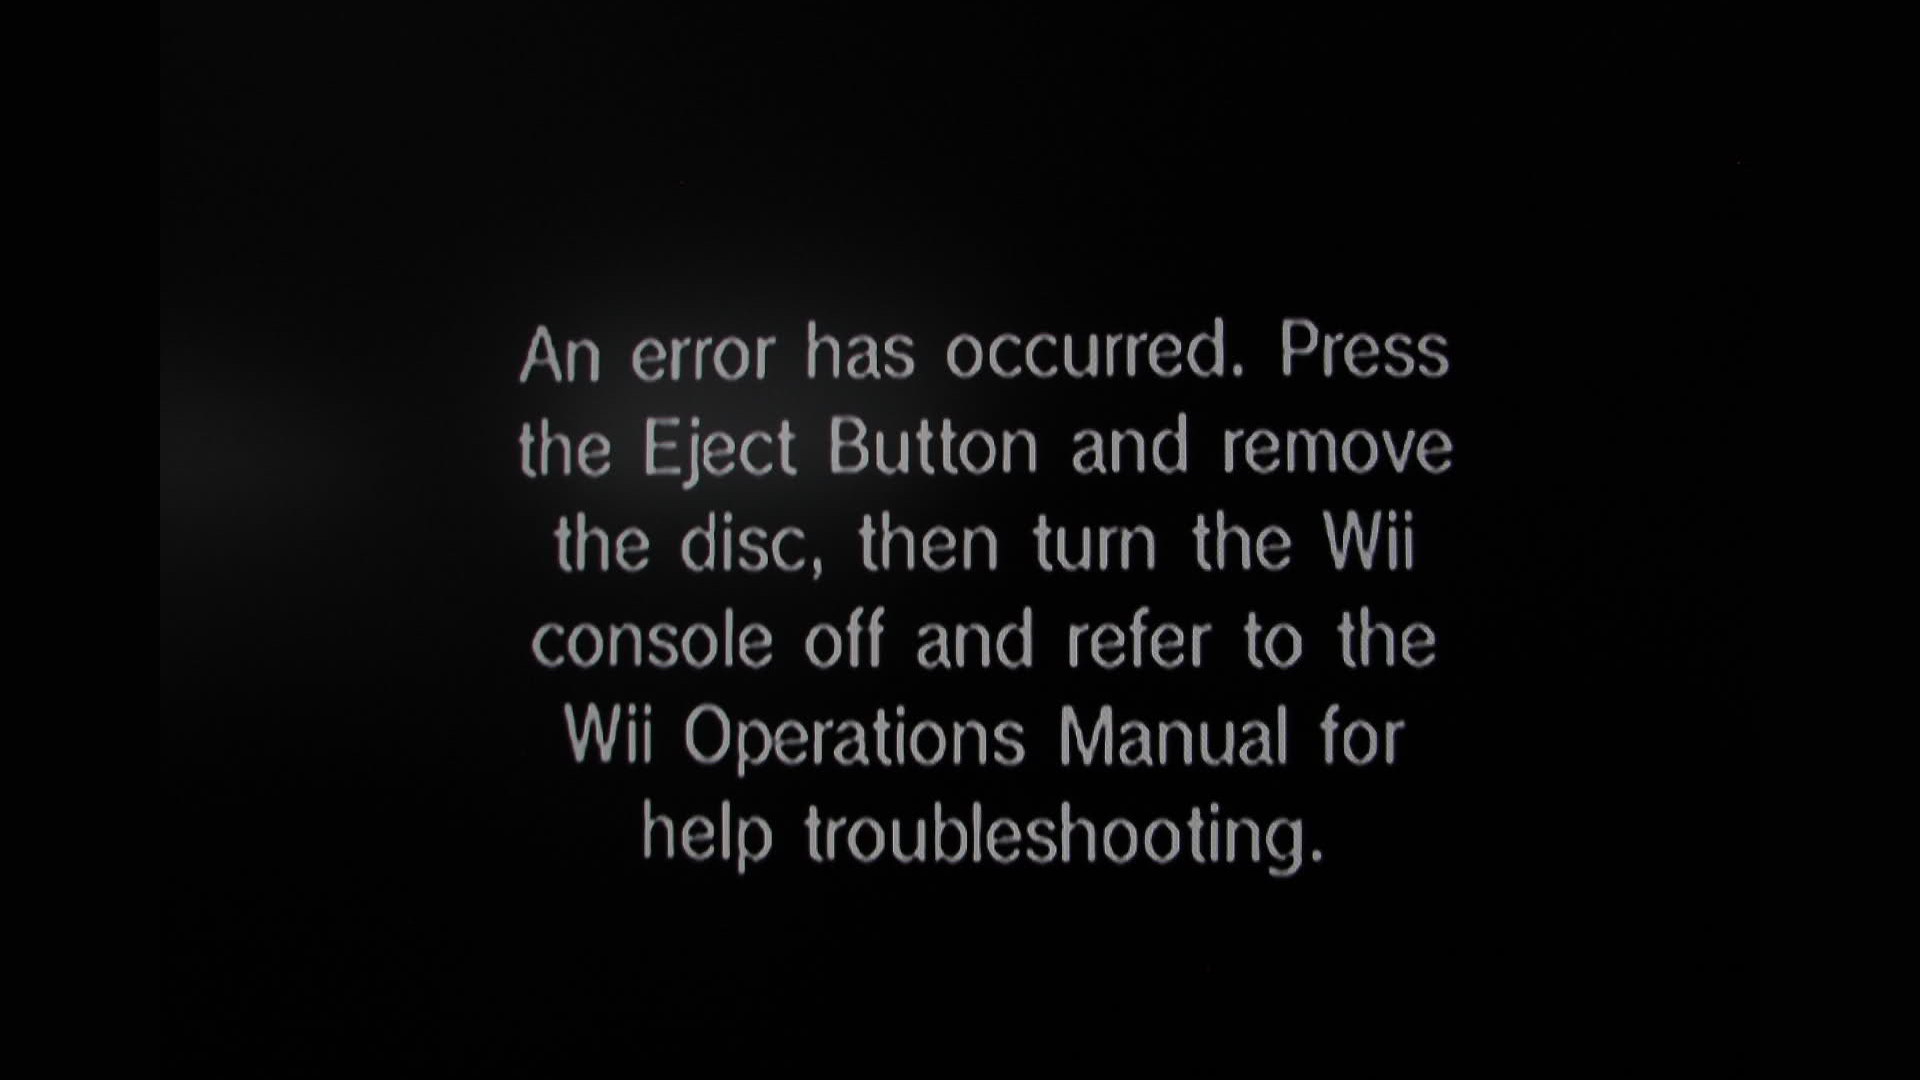 An error has occurred. Press
the Eject Button and remove
the disc, then turn the Wii
console off and refer to the
Wii Operations Manual for
help troubleshooting.